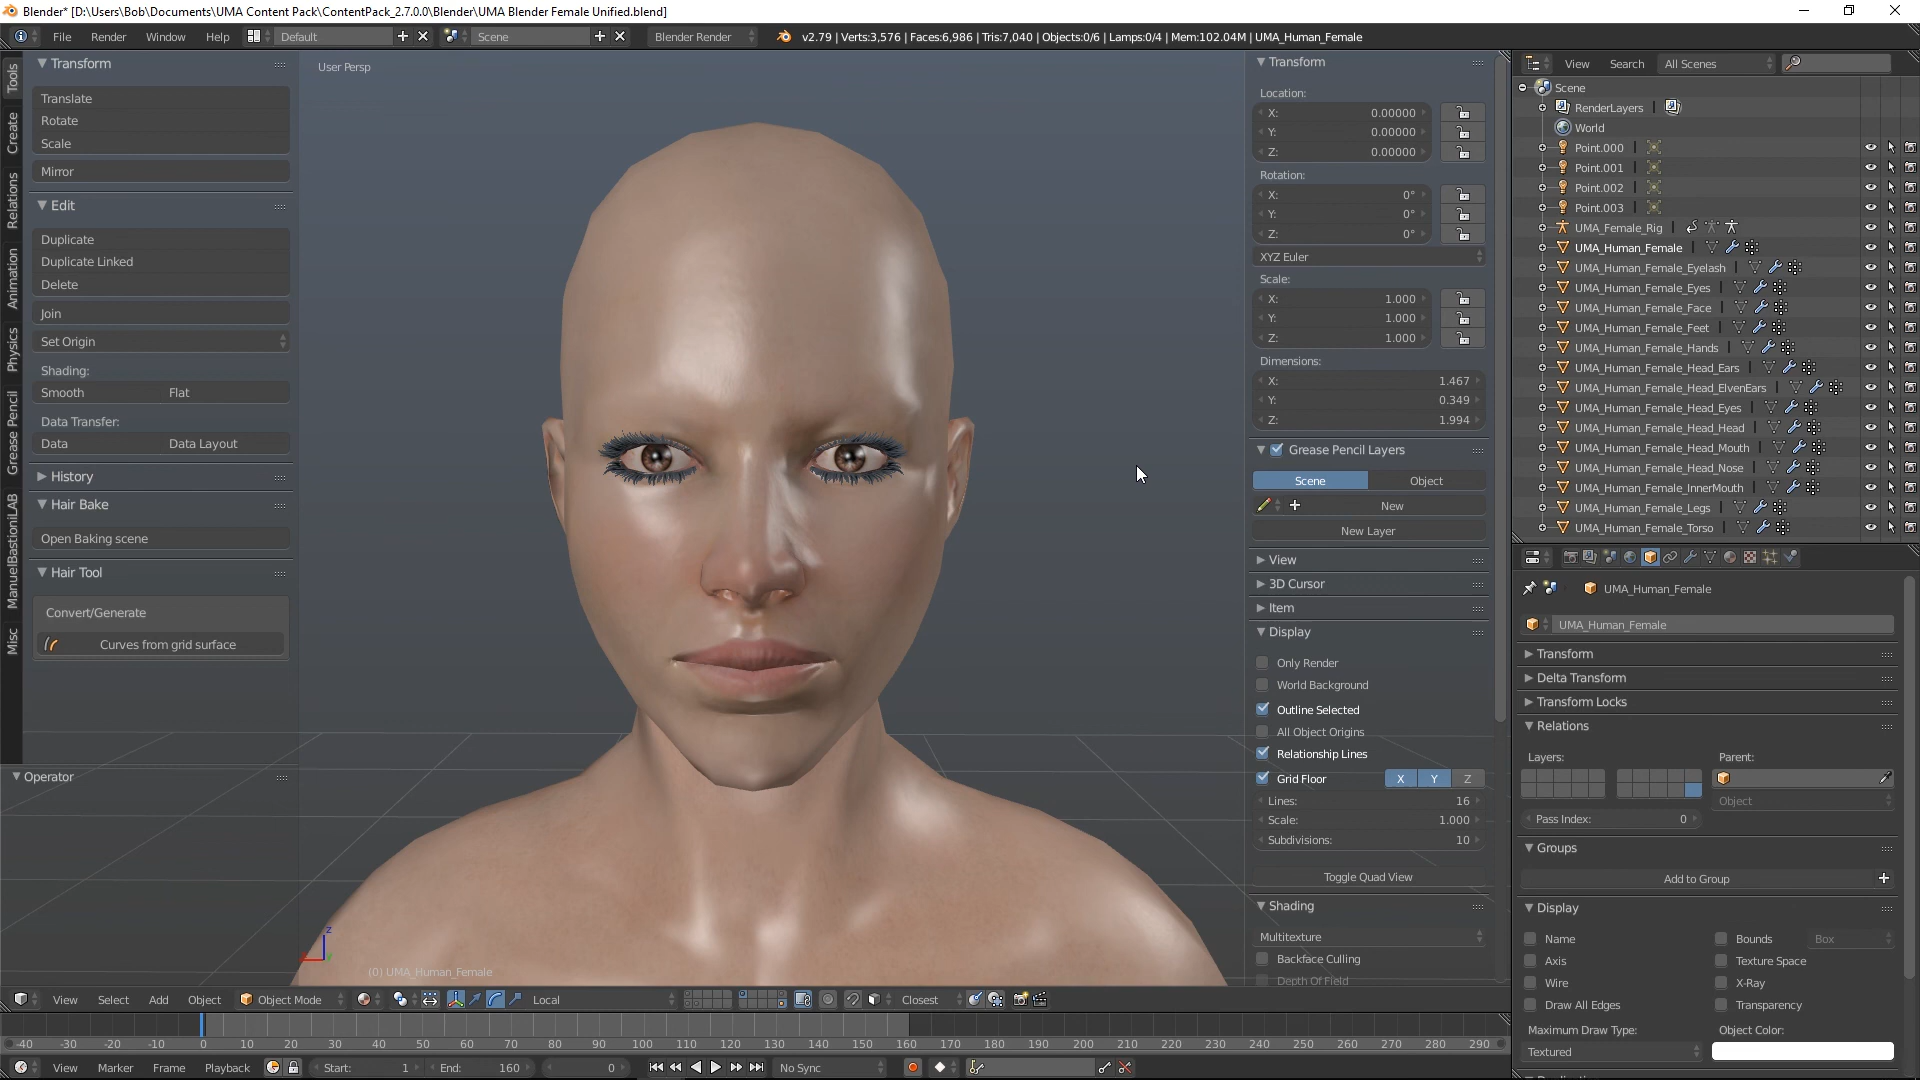 Blender* [D:\Users\Bob\Documents\UMA Content Pack\ContentPack_2.7.0.0\Blender\UMA Blender Female Unified.blend]
File Render Window Help Default Scene Blender Render v2.79 | Verts:3,576 | Faces:6,986 | Tris:7,040 | Objects:0/6 | Lamps:0/4 | Mem:102.04M | UMA_Human_Female
Tools
Create
Relations
Animation
Physics
Grease Pencil
ManuelBastioniLAB
Misc
Transform
Translate
Rotate
Scale
Mirror
Edit
Duplicate
Duplicate Linked
Delete
Join
Set Origin
Shading:
Smooth Flat
Data Transfer:
Data Data Layout
History
Hair Bake
Open Baking scene
Hair Tool
Convert/Generate
Curves from grid surface
Operator
User Persp
z
(0) UMA_Human_Female
Transform
Location:
X: 0.00000
Y: 0.00000
Z: 0.00000
Rotation:
X: 0°
Y: 0°
Z: 0°
XYZ Euler
Scale:
X: 1.000
Y: 1.000
Z: 1.000
Dimensions:
X: 1.467
Y: 0.349
Z: 1.994
Grease Pencil Layers
Scene Object
New
New Layer
View
3D Cursor
Item
Display
Only Render
World Background
Outline Selected
All Object Origins
Relationship Lines
Grid Floor X Y Z
Lines: 16
Scale: 1.000
Subdivisions: 10
Toggle Quad View
Shading
Multitexture
Backface Culling
Depth Of Field
View Search All Scenes
Scene
RenderLayers
World
Point.000
Point.001
Point.002
Point.003
UMA_Female_Rig
UMA_Human_Female
UMA_Human_Female_Eyelash
UMA_Human_Female_Eyes
UMA_Human_Female_Face
UMA_Human_Female_Feet
UMA_Human_Female_Hands
UMA_Human_Female_Head_Ears
UMA_Human_Female_Head_ElvenEars
UMA_Human_Female_Head_Eyes
UMA_Human_Female_Head_Head
UMA_Human_Female_Head_Mouth
UMA_Human_Female_Head_Nose
UMA_Human_Female_InnerMouth
UMA_Human_Female_Legs
UMA_Human_Female_Torso
UMA_Human_Female
UMA_Human_Female
Transform
Delta Transform
Transform Locks
Relations
Layers: Parent:
Object
Pass Index: 0
Groups
Add to Group
Display
Name Bounds Box
Axis Texture Space
Wire X-Ray
Draw All Edges Transparency
Maximum Draw Type: Object Color:
Textured
View Select Add Object Object Mode Local Closest
-40 -30 -20 -10 0 10 20 30 40 50 60 70 80 90 100 110 120 130 140 150 160 170 180 190 200 210 220 230 240 250 260 270 280 290
View Marker Frame Playback Start: 1 End: 160 0 No Sync